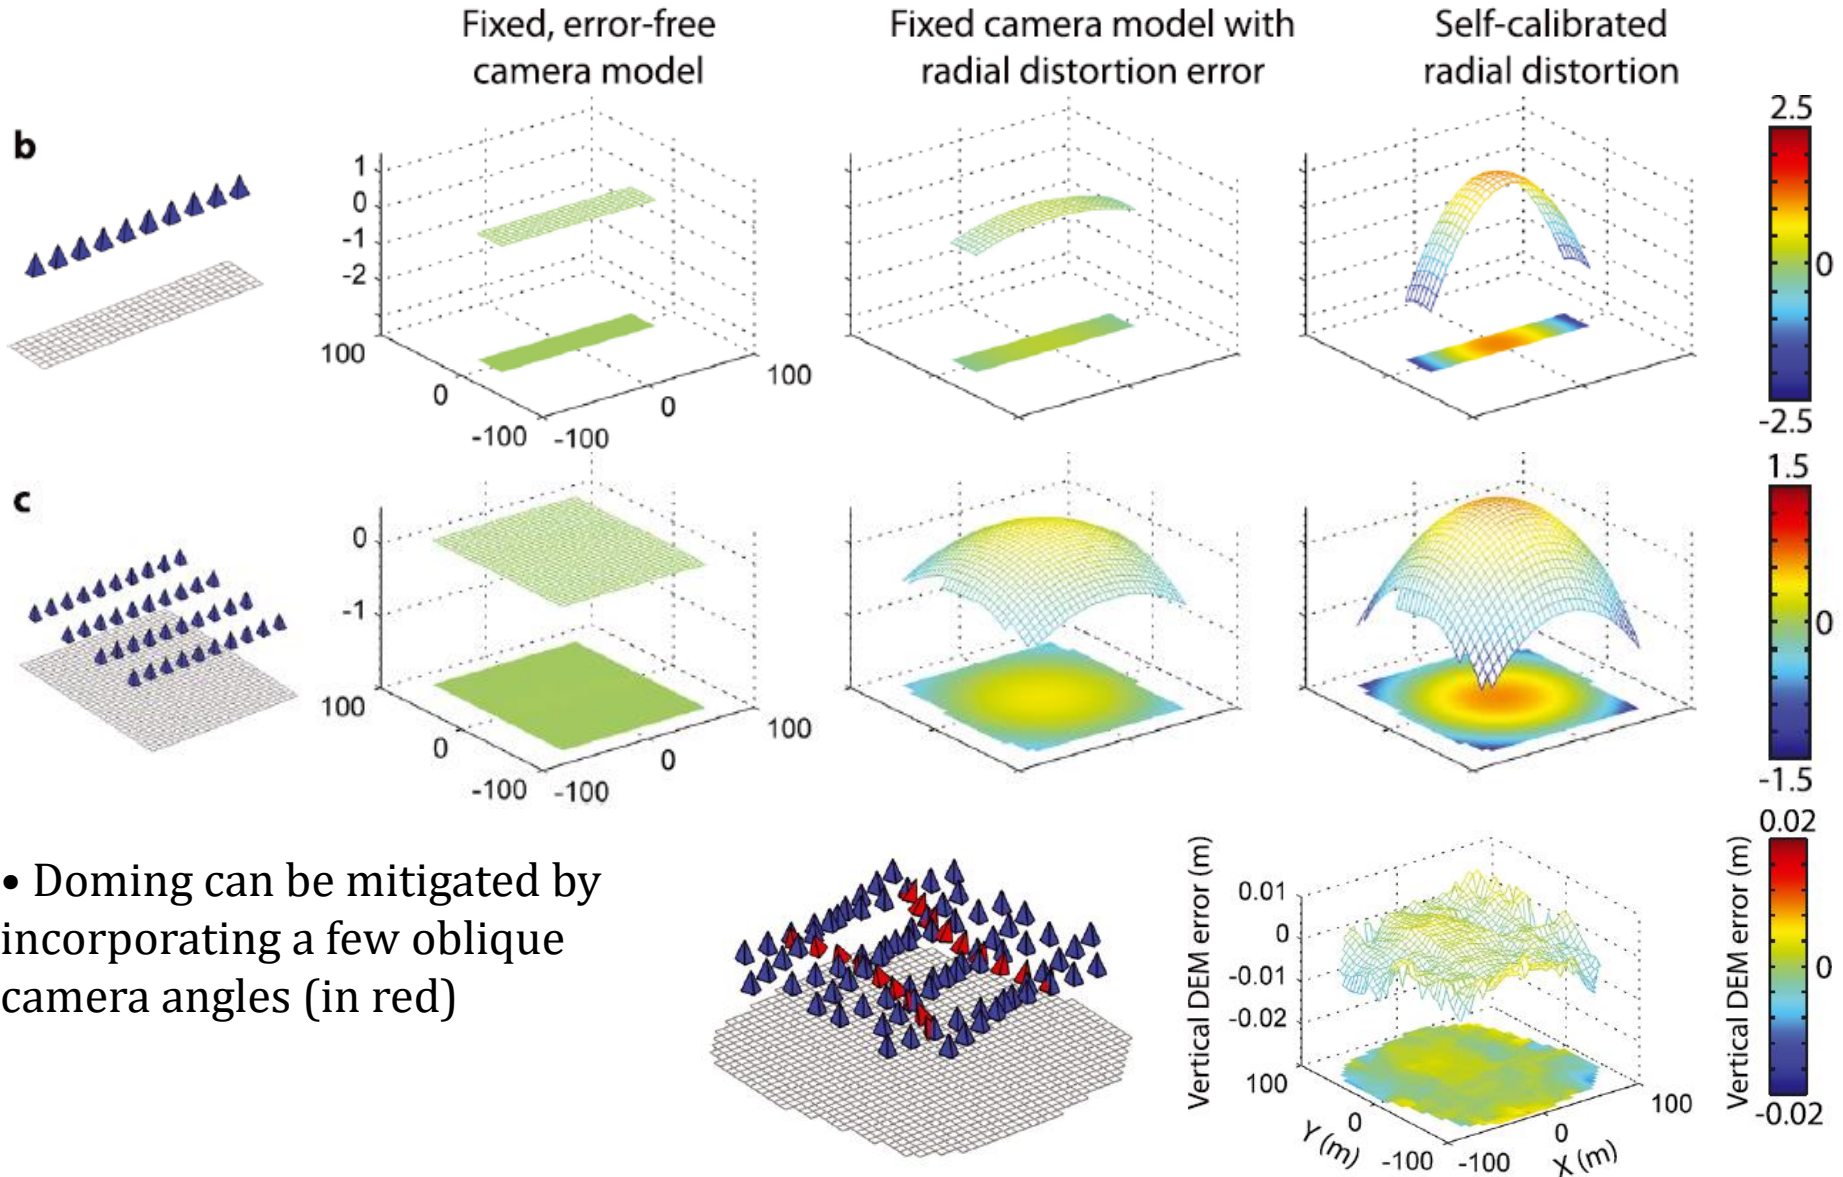 Fixed, error-free
camera model
Fixed camera model with
radial distortion error
Self-calibrated
radial distortion
b
1
0
-1
-2
100
0
-100
-100
0
100
2.5
0
-2.5
c
0
-1
100
0
-100
-100
0
100
1.5
0
-1.5
• Doming can be mitigated by
incorporating a few oblique
camera angles (in red)
Vertical DEM error (m)
0.01
0
-0.01
-0.02
100
0
-100
Y (m)
-100
0
100
X (m)
Vertical DEM error (m)
0.02
0
-0.02